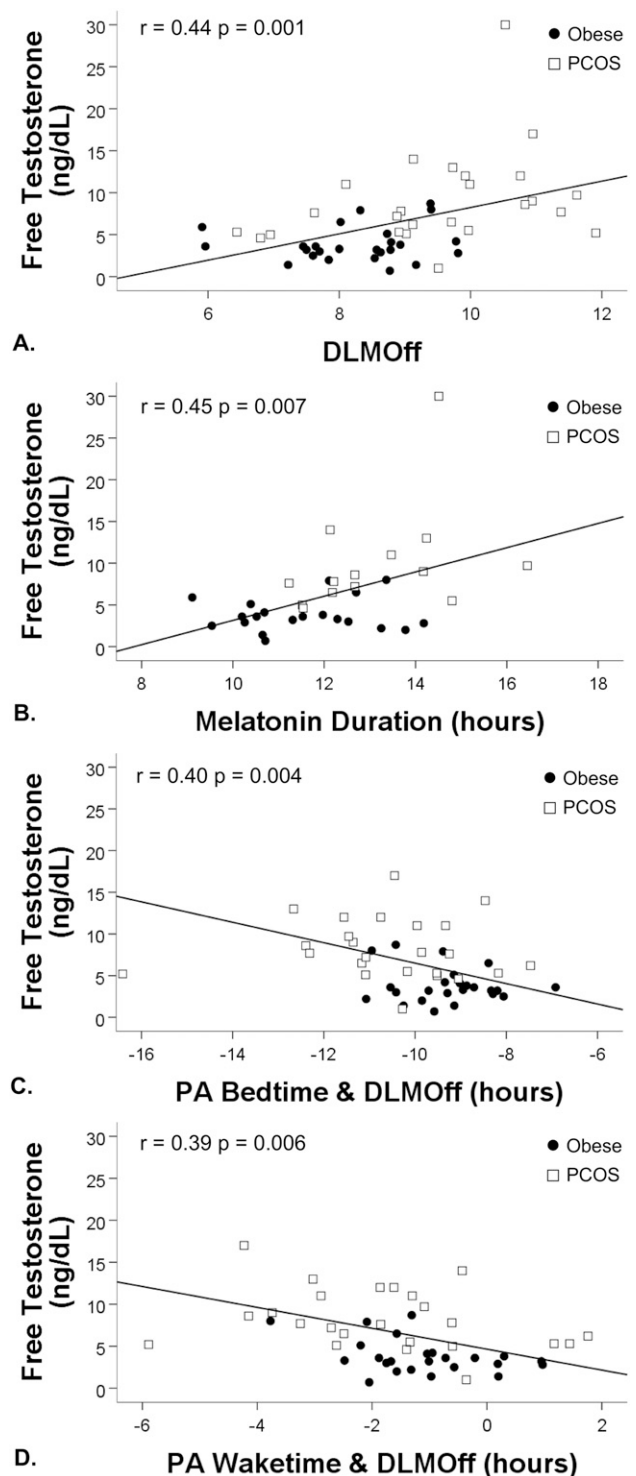 r = 0.44 p = 0.001
Obese
PCOS
Free Testosterone
(ng/dL)
30
25
20
15
10
5
0
6 8 10 12
A.
DLMOff
r = 0.45 p = 0.007
Obese
PCOS
Free Testosterone
(ng/dL)
30
25
20
15
10
5
0
8 10 12 14 16 18
B.
Melatonin Duration (hours)
r = 0.40 p = 0.004
Obese
PCOS
Free Testosterone
(ng/dL)
30
25
20
15
10
5
0
-16 -14 -12 -10 -8 -6
C.
PA Bedtime & DLMOff (hours)
r = 0.39 p = 0.006
Obese
PCOS
Free Testosterone
(ng/dL)
30
25
20
15
10
5
0
-6 -4 -2 0 2
D.
PA Waketime & DLMOff (hours)